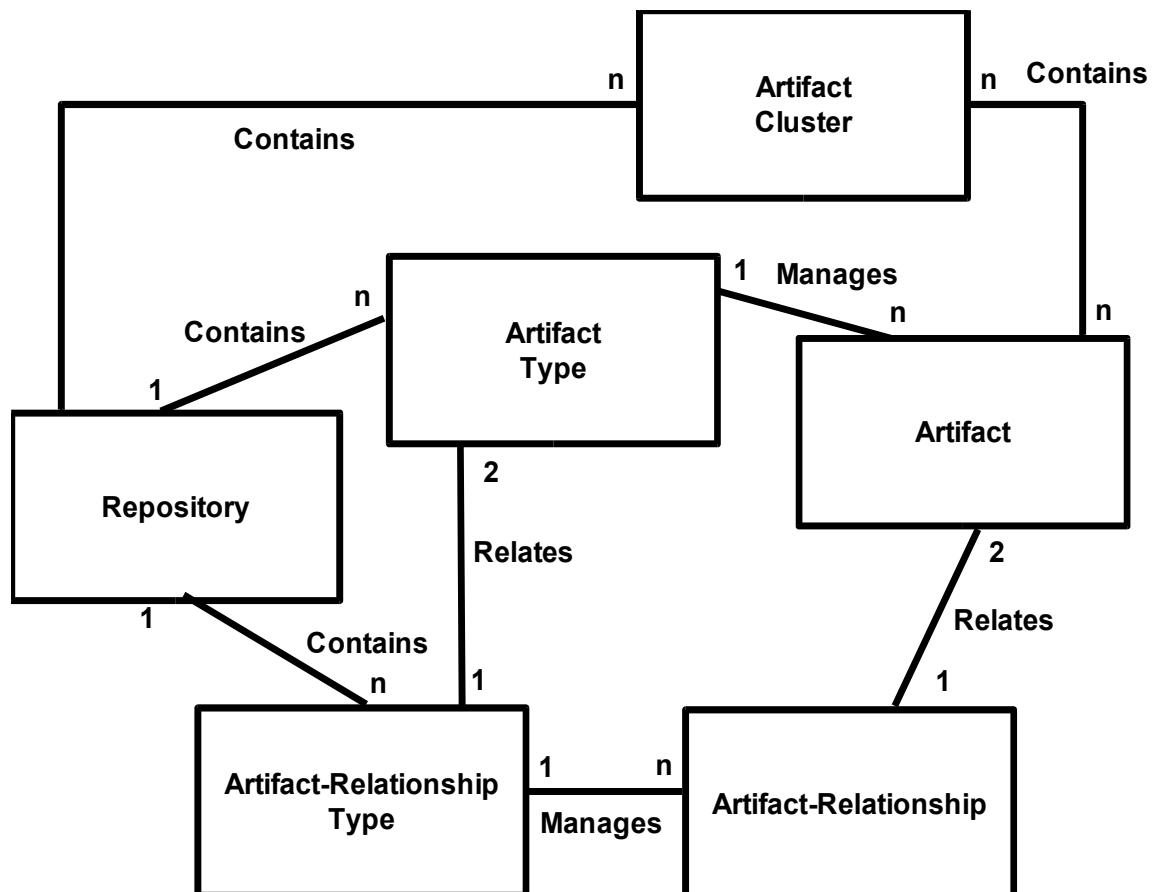 Artifact
Cluster
n
n
Contains
Contains
Artifact
Type
1
Manages
n
n
n
Contains
1
Artifact
Repository
2
Relates
2
Relates
1
Contains
n
1
1
Artifact-Relationship
Type
1
n
Manages
Artifact-Relationship